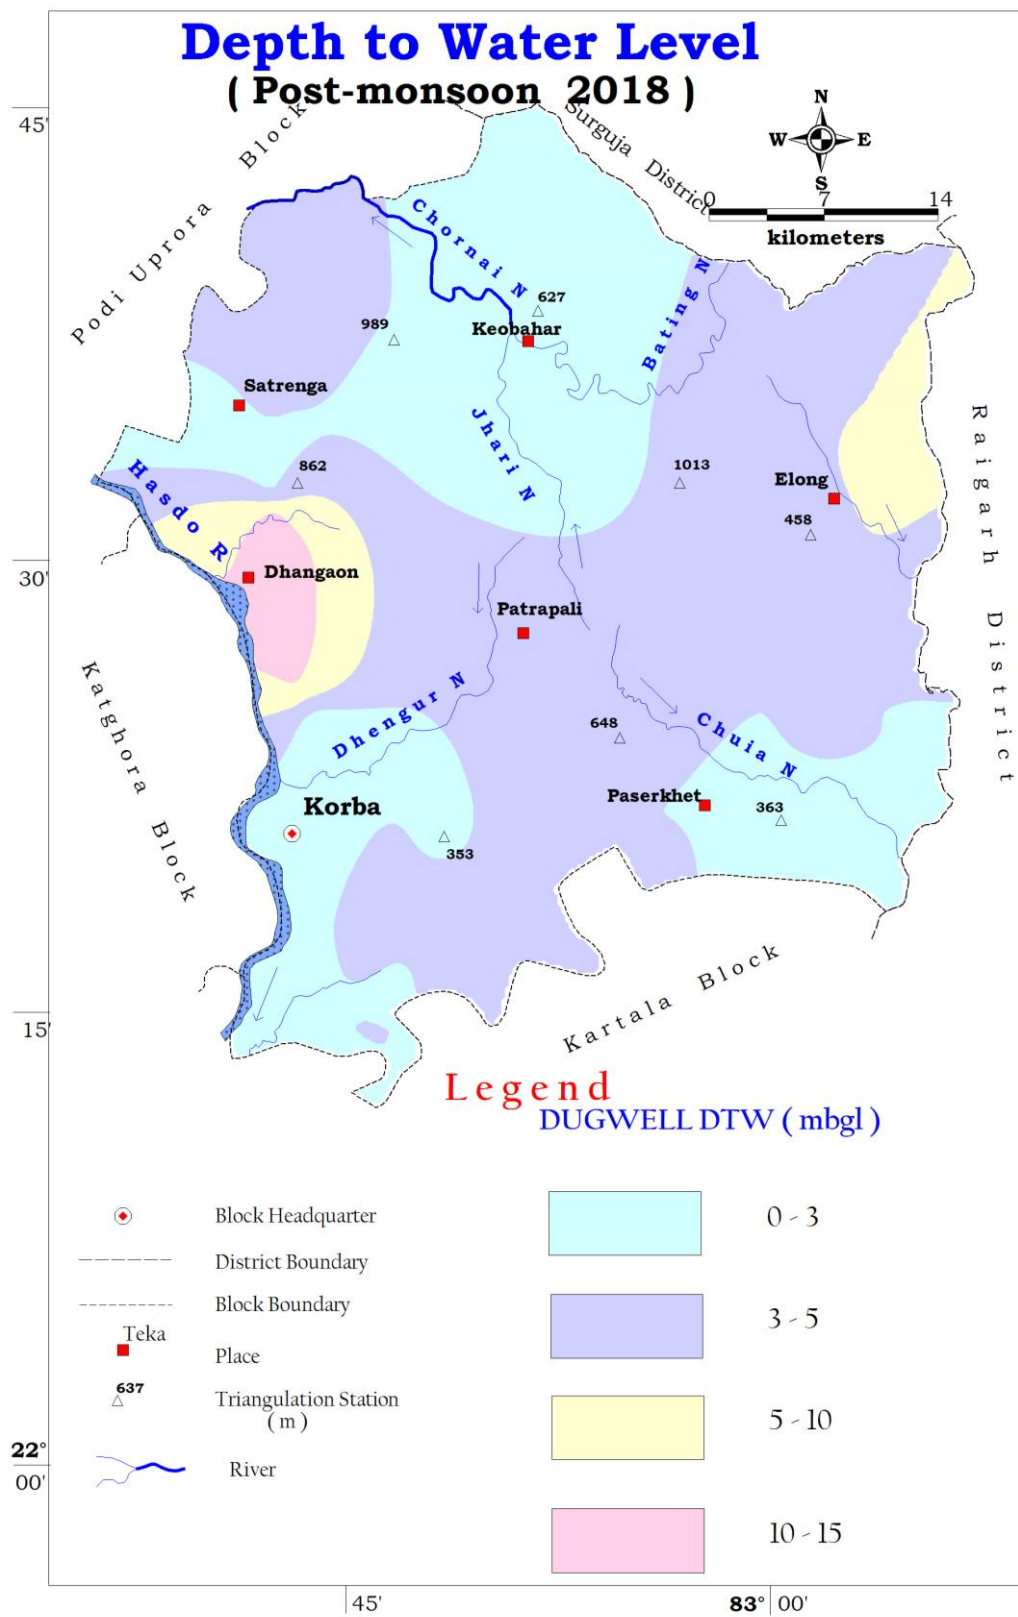 Depth to Water Level
( Post-monsoon 2018 )
45'
Podi Uprora Block
Surguja District
N
W E
S
0 7 14
kilometers
Chornai N
627
989
Keobahar
Bating N
Satrenga
Jhari N
Raigarh District
Hasdo R
862
1013
Elong
458
30'
Dhangaon
Patrapali
Katghora Block
Dhengur N
648
Chuia N
Paserkhet
363
Korba
353
Kartala Block
15'
Legend
DUGWELL DTW ( mbgl )
Block Headquarter
0 - 3
District Boundary
Block Boundary
3 - 5
Teka
Place
637
Triangulation Station
( m )
5 - 10
22°
00'
River
10 - 15
45'
83° 00'